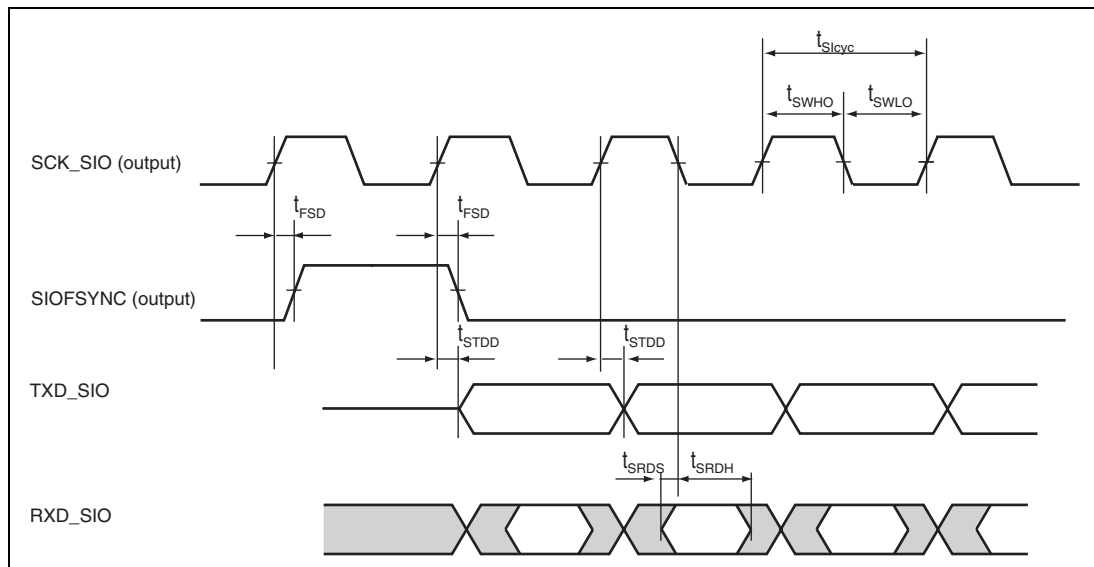 tSIcyc
tSWHO tSWLO
SCK_SIO (output)
tFSD tFSD
SIOFSYNC (output)
tSTDD tSTDD
TXD_SIO
tSRDS tSRDH
RXD_SIO